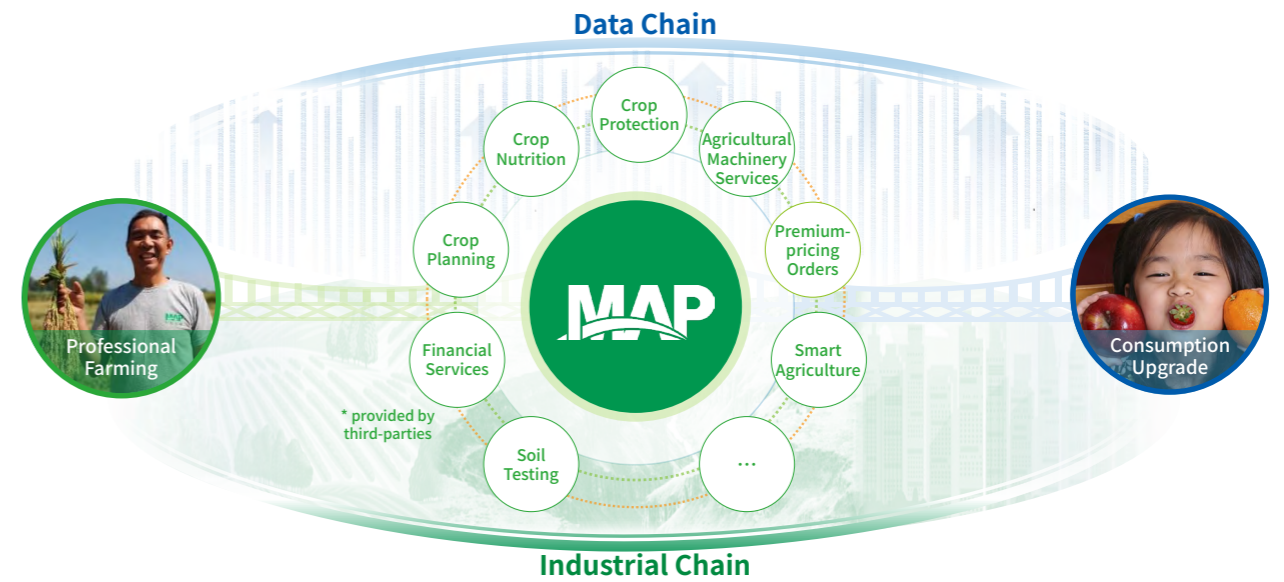 Data Chain
Crop
Protection
Crop
Nutrition
Agricultural
Machinery
Services
Crop
Planning
Premium-
pricing
Orders
MAP
Professional
Farming
Consumption
Upgrade
Financial
Services
Smart
Agriculture
* provided by
third-parties
Soil
Testing
...
Industrial Chain